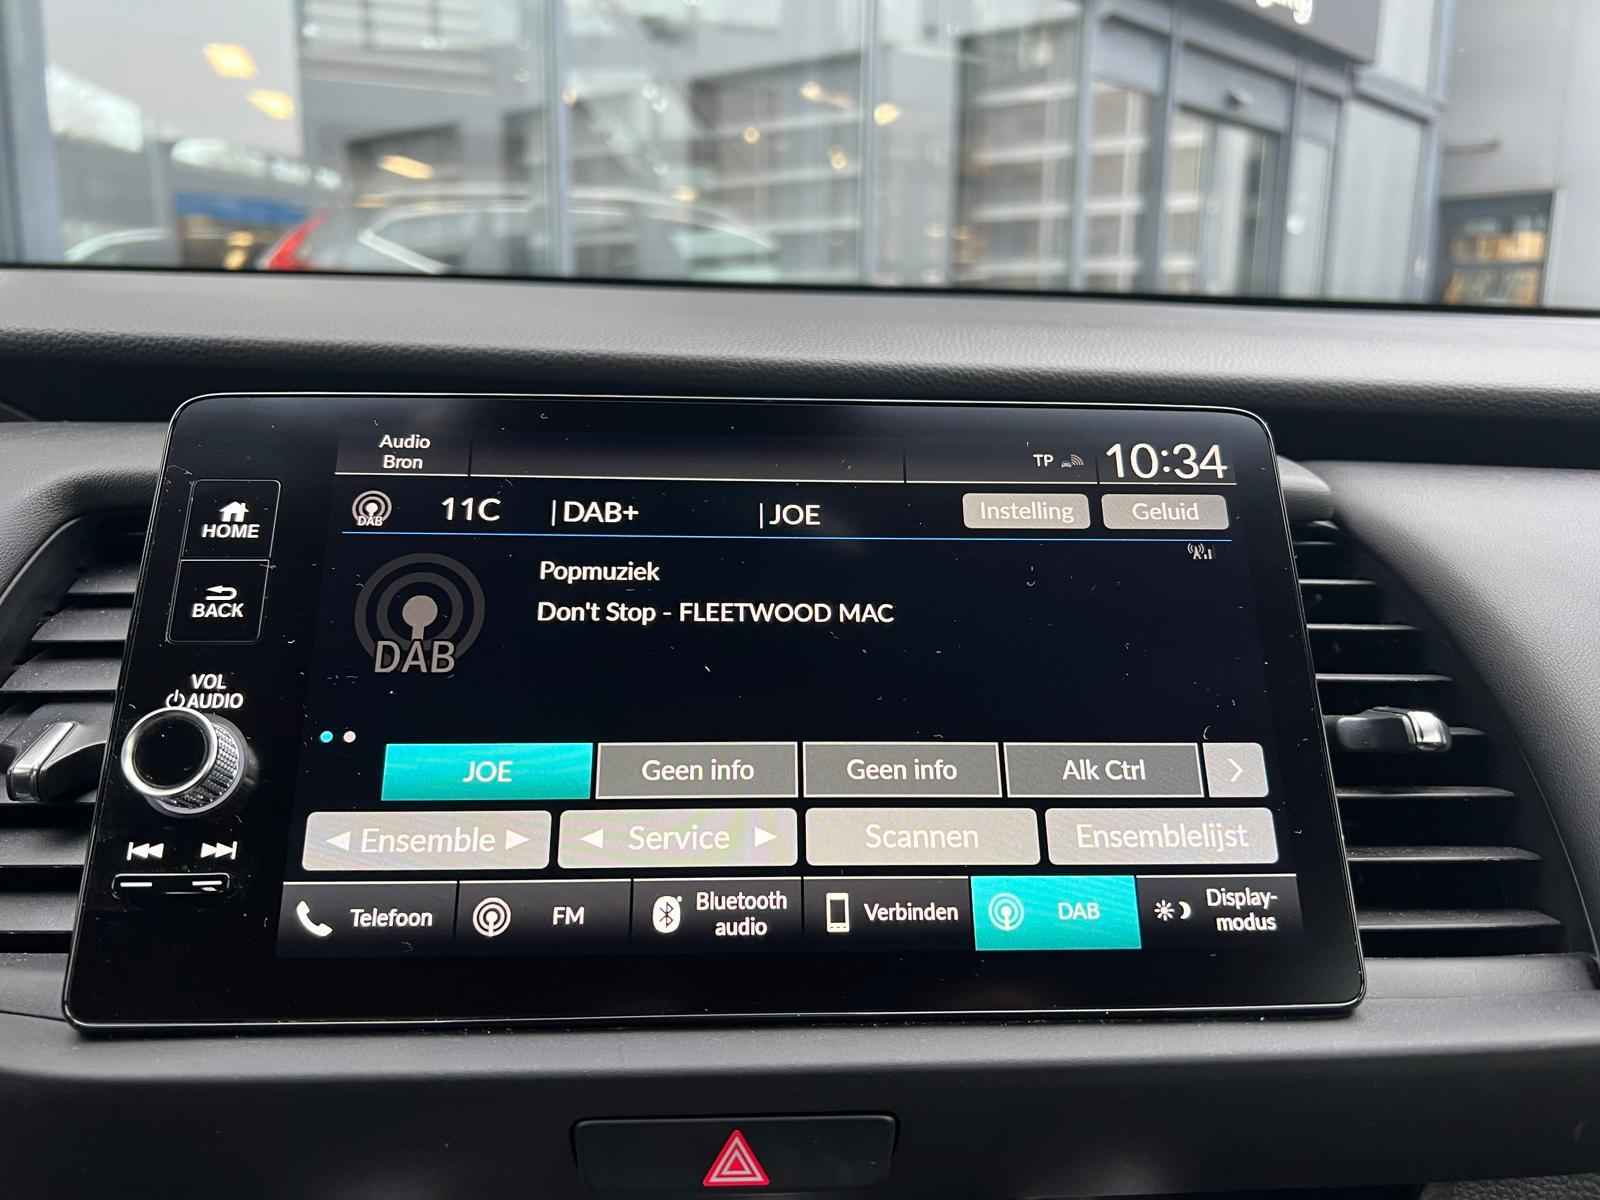 Audio
Bron
TP
10:34
DAB
11C
|DAB+
|JOE
Instelling
Geluid
HOME
BACK
VOL
AUDIO
DAB
Popmuziek
Don't Stop - FLEETWOOD MAC
JOE
Geen info
Geen info
Alk Ctrl
Ensemble
Service
Scannen
Ensemblelijst
Telefoon
FM
Bluetooth
audio
Verbinden
DAB
Display-
modus